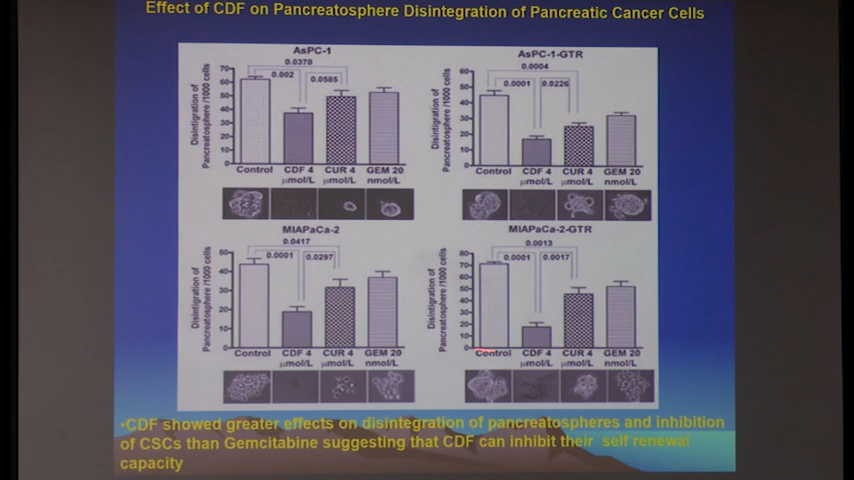 Effect of CDF on Pancreatosphere Disintegration of Pancreatic Cancer Cells
AsPC-1
0.0370
0.002
0.0585
Disintigration of
Pancreatosphere /1000 cells
70
60
50
40
30
20
10
0
Control CDF 4 CUR 4 GEM 20
µmol/L µmol/L nmol/L
AsPC-1-GTR
0.0004
0.0001
0.0226
Disintigration of
Pancreatosphere /1000 cells
60
50
40
30
20
10
0
Control CDF 4 CUR 4 GEM 20
µmol/L µmol/L nmol/L
MIAPaCa-2
0.0417
0.0001
0.0297
Disintigration of
Pancreatosphere /1000 cells
50
40
30
20
10
0
Control CDF 4 CUR 4 GEM 20
µmol/L µmol/L nmol/L
MIAPaCa-2-GTR
0.0013
0.0001
0.0017
Disintigration of
Pancreatosphere /1000 cells
80
70
60
50
40
30
20
10
0
Control CDF 4 CUR 4 GEM 20
µmol/L µmol/L nmol/L
•CDF showed greater effects on disintegration of pancreatospheres and inhibition
of CSCs than Gemcitabine suggesting that CDF can inhibit their self renewal
capacity